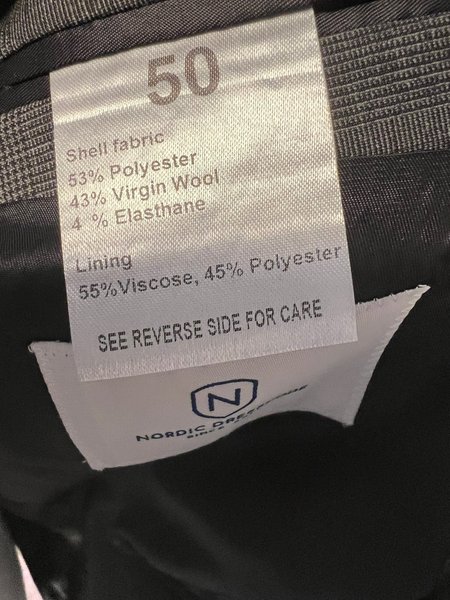 50
Shell fabric
53% Polyester
43% Virgin Wool
4 % Elasthane
Lining
55%Viscose, 45% Polyester
SEE REVERSE SIDE FOR CARE
N
NORDIC